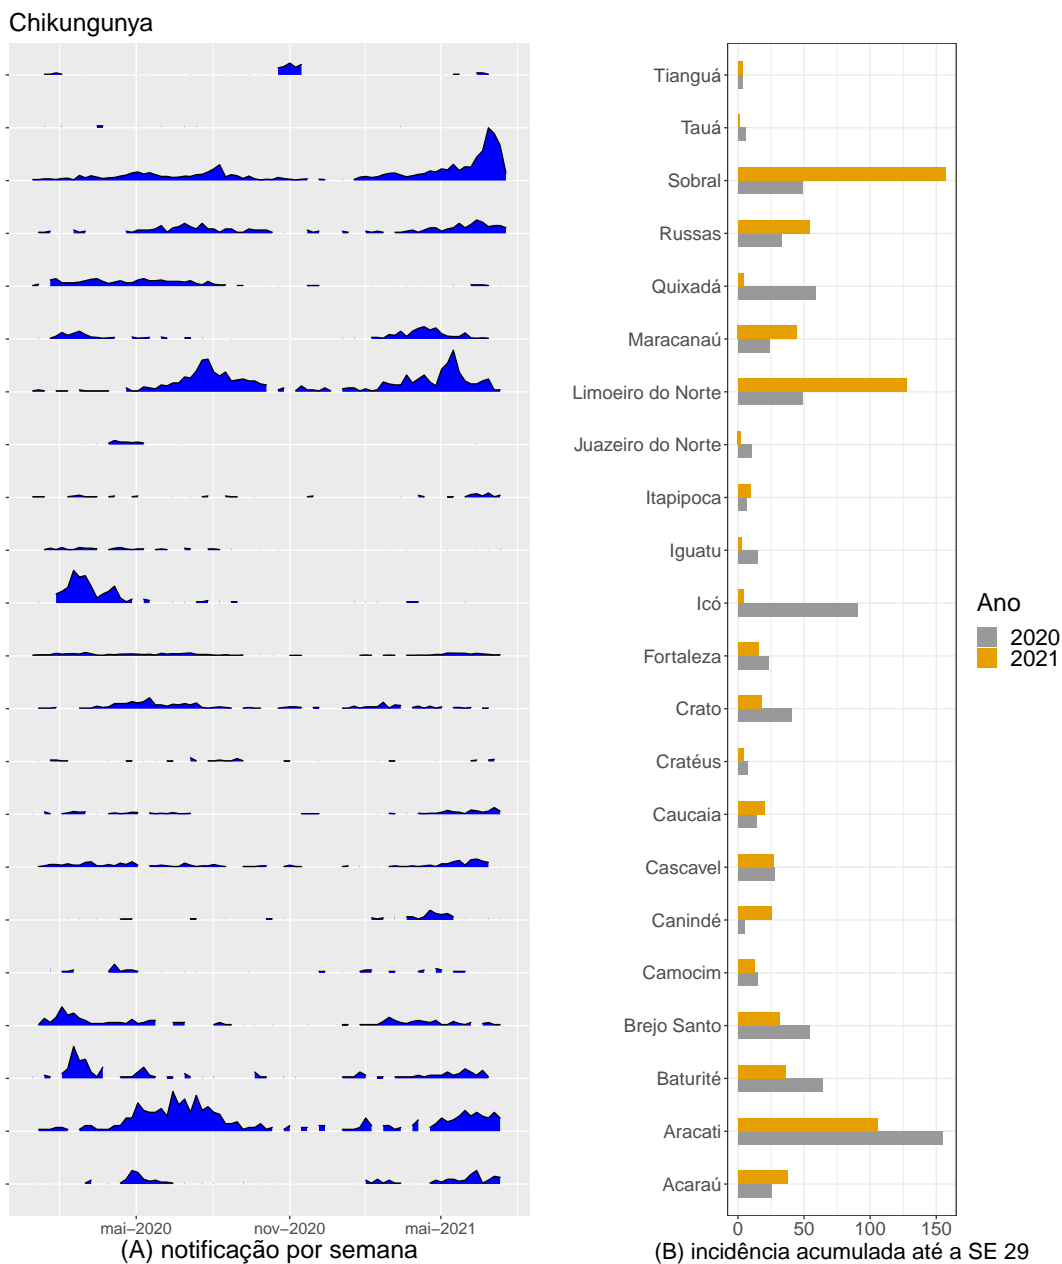 Chikungunya
Tianguá
Tauá
Sobral
Russas
Quixadá
Maracanaú
Limoeiro do Norte
Juazeiro do Norte
Itapipoca
Iguatu
Icó
Fortaleza
Crato
Cratéus
Caucaia
Cascavel
Canindé
Camocim
Brejo Santo
Baturité
Aracati
Acaraú
Ano
2020
2021
mai−2020 nov−2020 mai−2021
0 50 100 150
(A) notificação por semana
(B) incidência acumulada até a SE 29